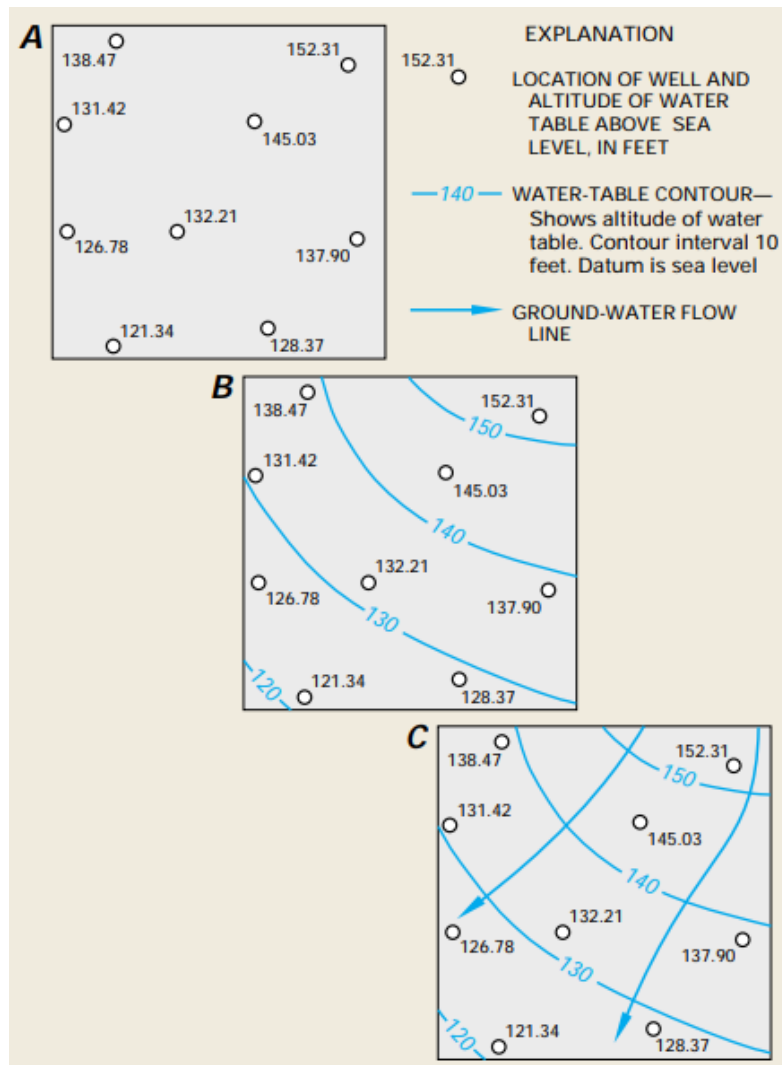 A
138.47
152.31
131.42
145.03
132.21
126.78
137.90
121.34
128.37
EXPLANATION
152.31
LOCATION OF WELL AND
ALTITUDE OF WATER
TABLE ABOVE SEA
LEVEL, IN FEET
140
WATER-TABLE CONTOUR—
Shows altitude of water
table. Contour interval 10
feet. Datum is sea level
GROUND-WATER FLOW
LINE
B
138.47
152.31
150
131.42
145.03
140
132.21
126.78
137.90
130
120
121.34
128.37
C
138.47
152.31
150
131.42
145.03
140
132.21
126.78
137.90
130
120
121.34
128.37